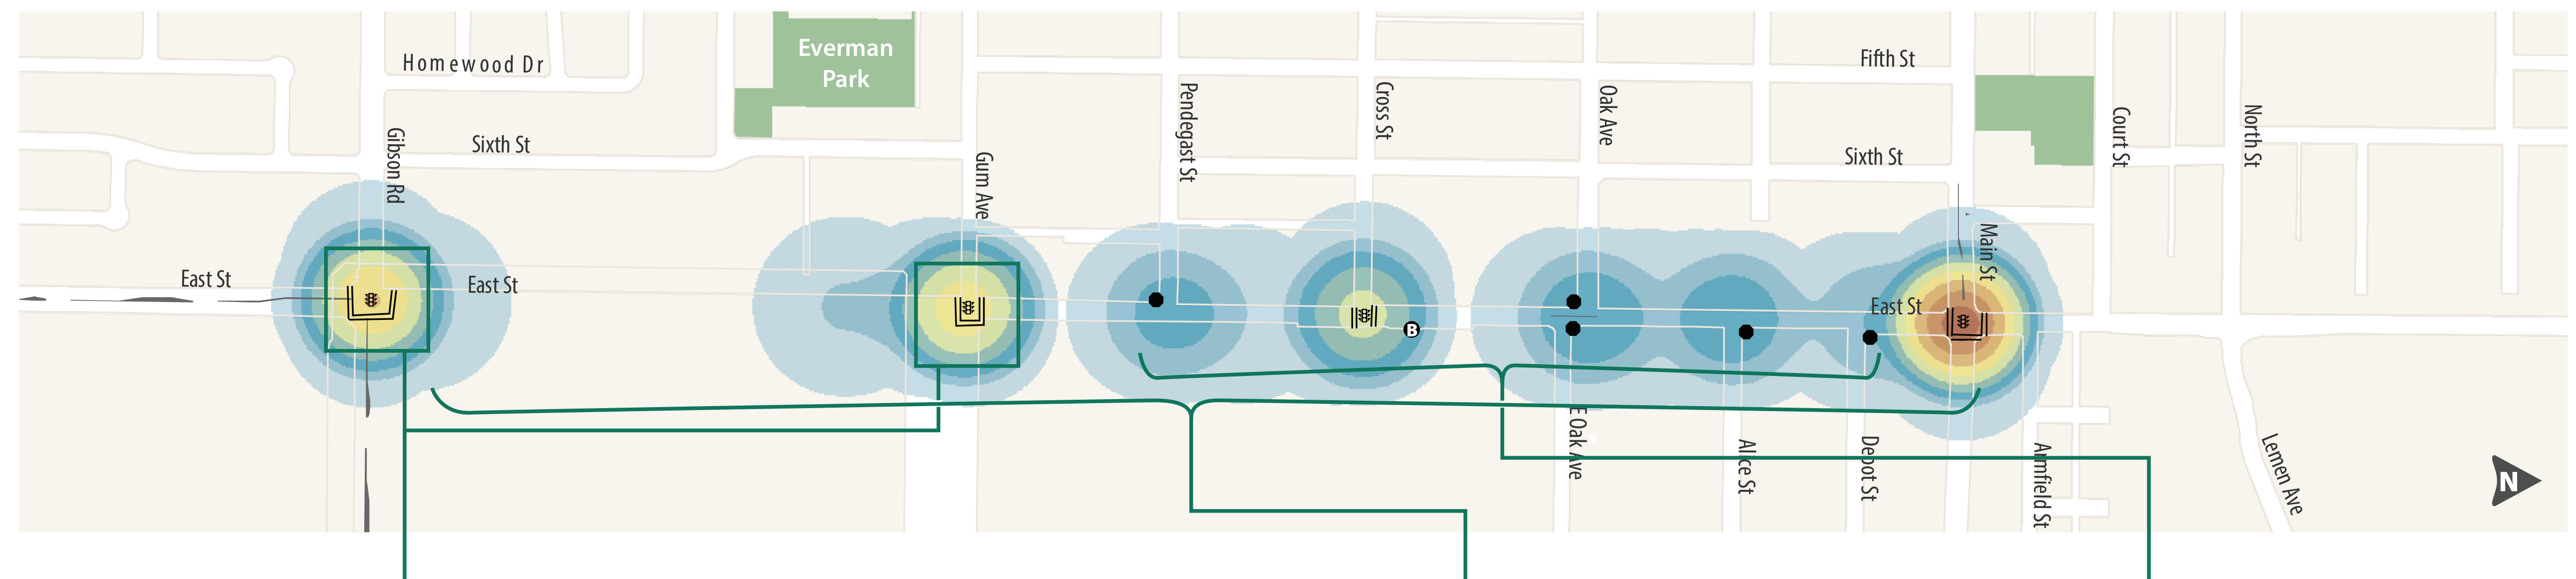 Everman
Park
Homewood Dr
Fifth St
Sixth St
Sixth St
Gibson Rd
Gum Ave
Pendegast St
Cross St
Oak Ave
Court St
North St
Main St
East St
East St
East St
B
E Oak Ave
Alice St
Depot St
Armfield St
Lemen Ave
N